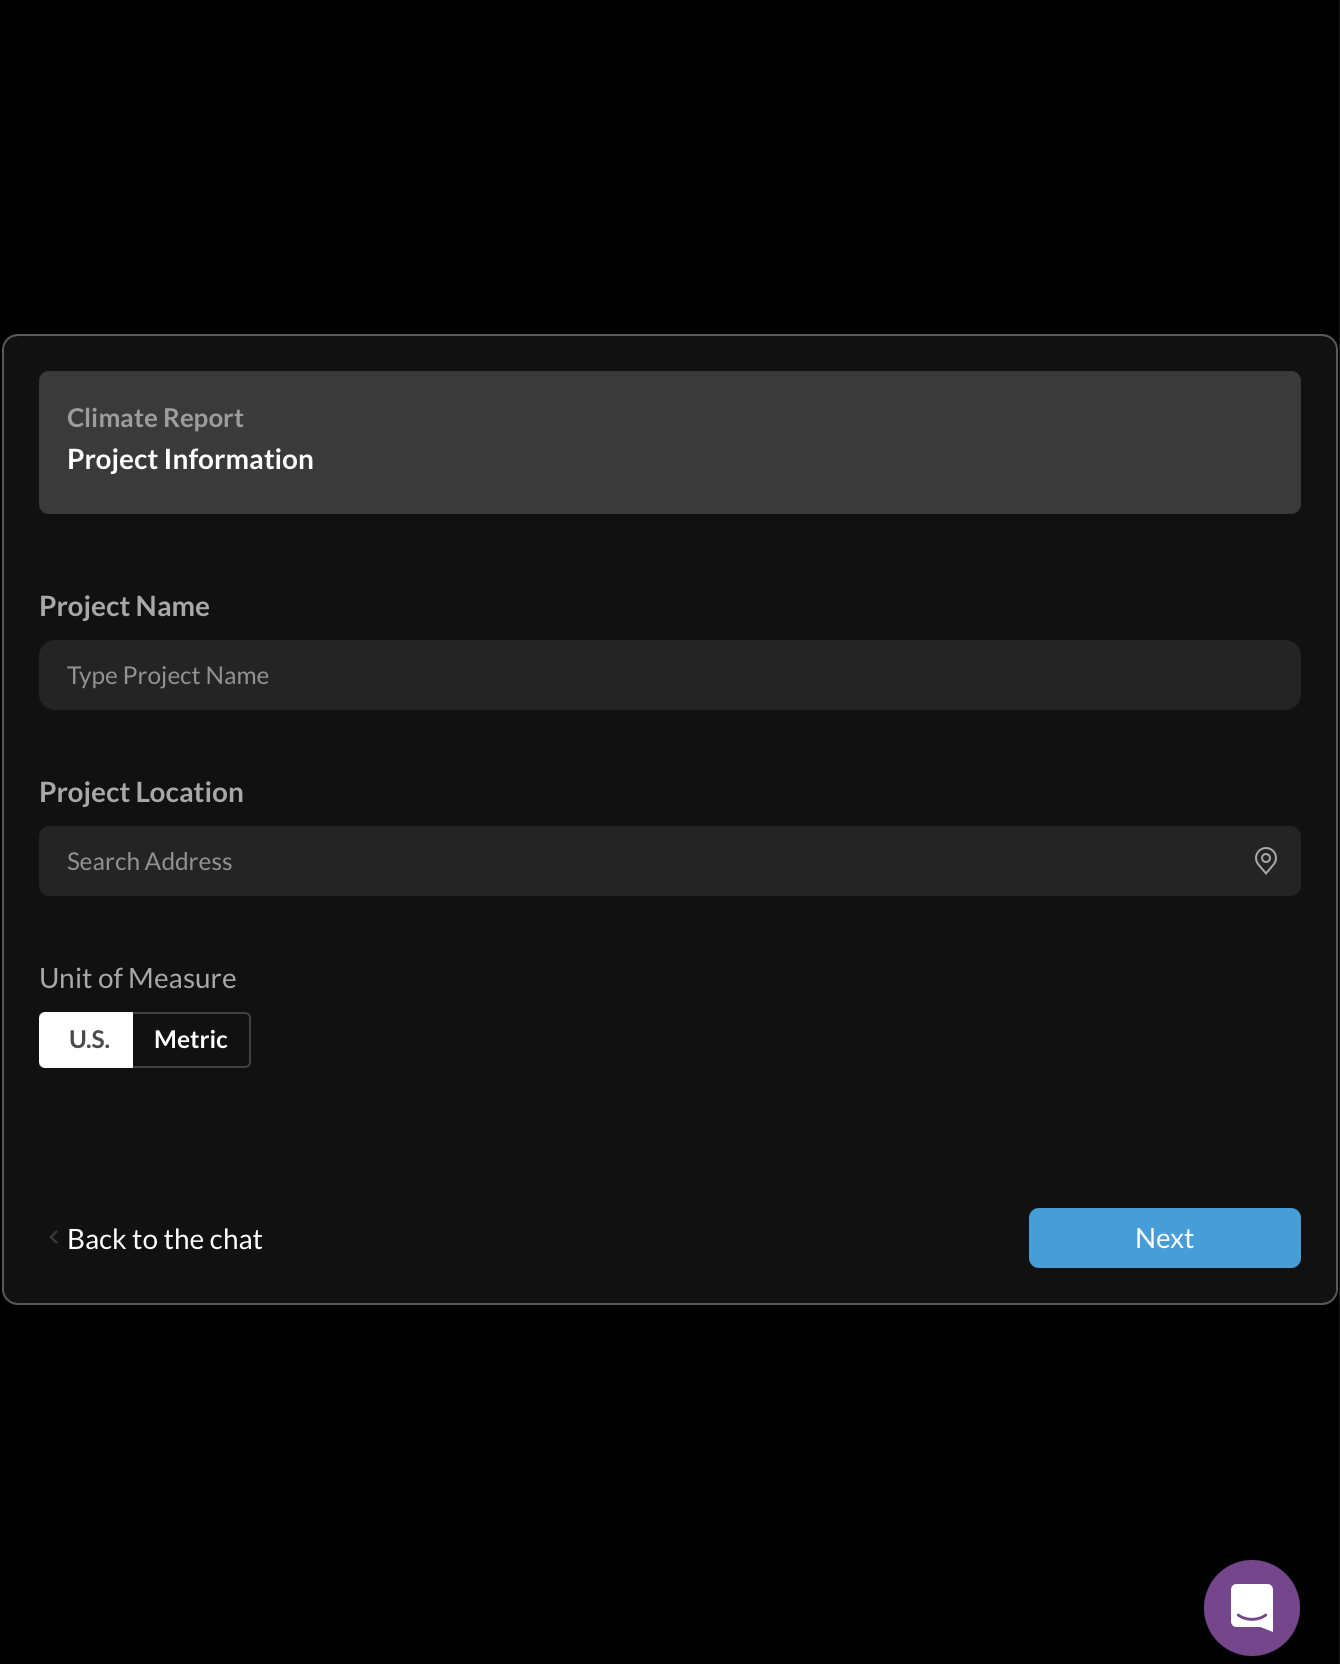 Climate Report
Project Information
Project Name
Type Project Name
Project Location
Search Address
Unit of Measure
U.S. Metric
Back to the chat
Next